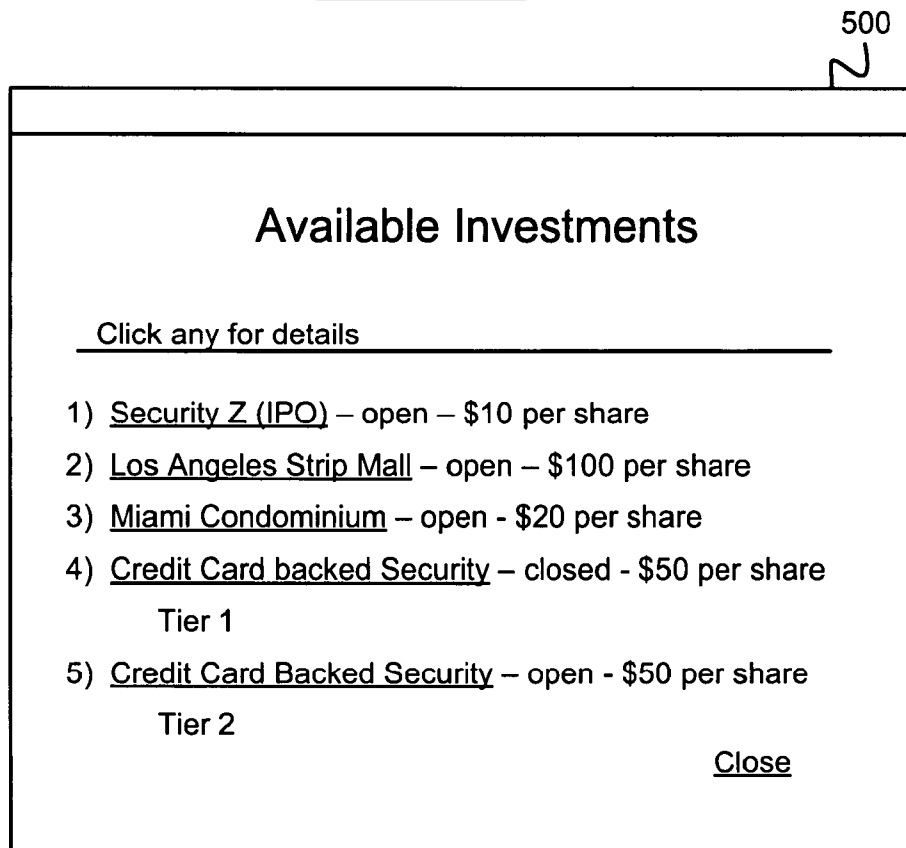 500
Available Investments
Click any for details
1) Security Z (IPO) – open – $10 per share
2) Los Angeles Strip Mall – open – $100 per share
3) Miami Condominium – open - $20 per share
4) Credit Card backed Security – closed - $50 per share
Tier 1
5) Credit Card Backed Security – open - $50 per share
Tier 2
Close